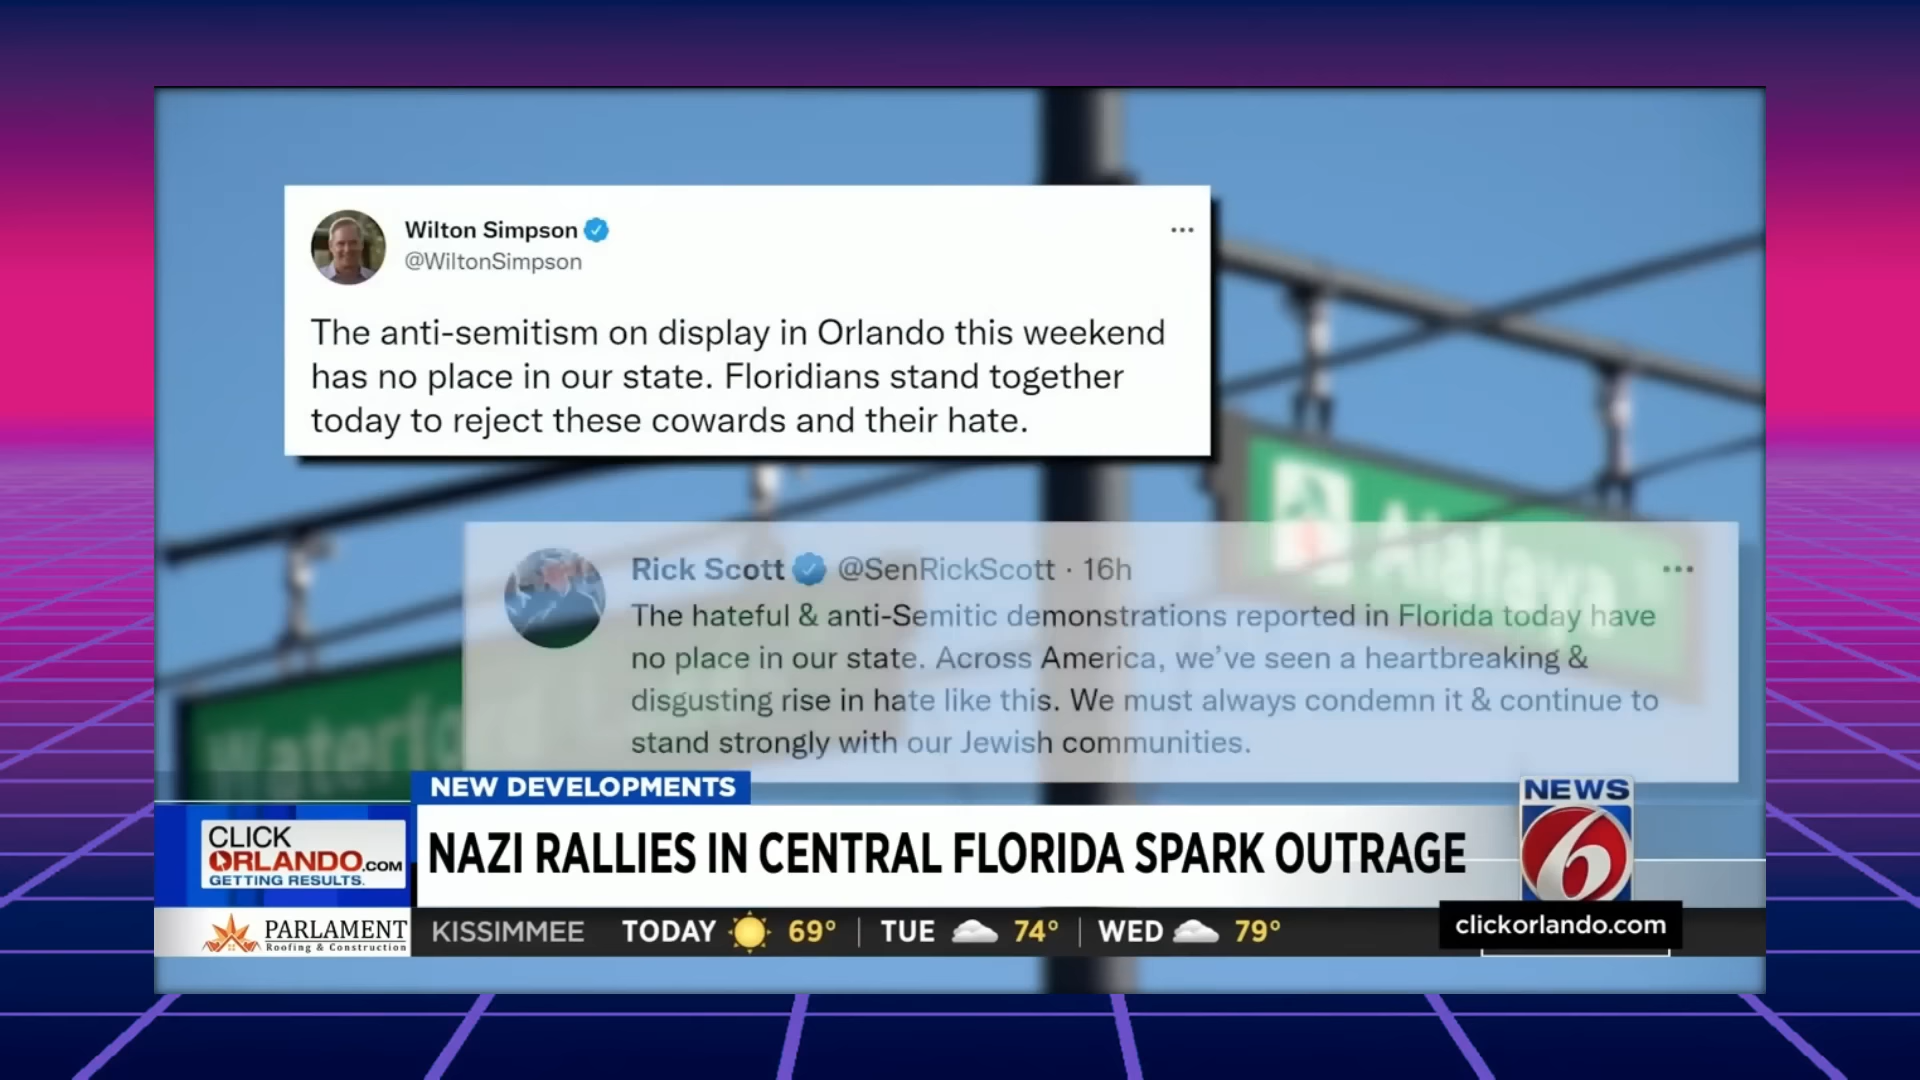 Wilton Simpson
@WiltonSimpson
The anti-semitism on display in Orlando this weekend
has no place in our state. Floridians stand together
today to reject these cowards and their hate.
Alafaya
Rick Scott @SenRickScott · 16h
The hateful & anti-Semitic demonstrations reported in Florida today have
no place in our state. Across America, we've seen a heartbreaking &
disgusting rise in hate like this. We must always condemn it & continue to
stand strongly with our Jewish communities.
NEW DEVELOPMENTS
NAZI RALLIES IN CENTRAL FLORIDA SPARK OUTRAGE
CLICK
ORLANDO.COM
GETTING RESULTS.
NEWS
6
PARLAMENT
Roofing & Construction
KISSIMMEE TODAY 69° TUE 74° WED 79°
clickorlando.com